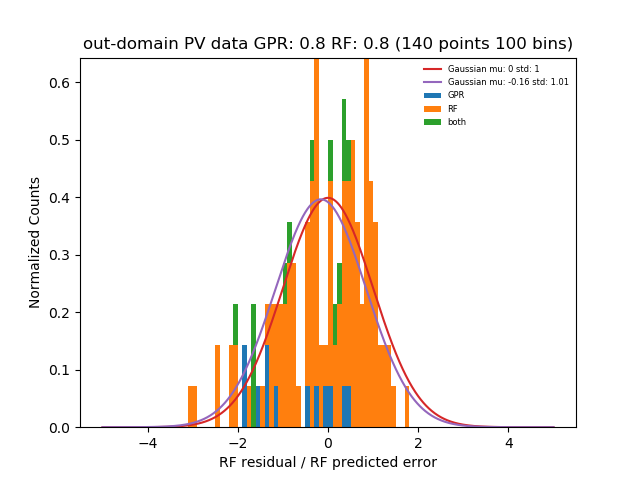 out-domain PV data GPR: 0.8 RF: 0.8 (140 points 100 bins)
Gaussian mu: 0 std: 1
Gaussian mu: -0.16 std: 1.01
GPR
RF
both
Normalized Counts
0.6
0.5
0.4
0.3
0.2
0.1
0.0
−4 −2 0 2 4
RF residual / RF predicted error